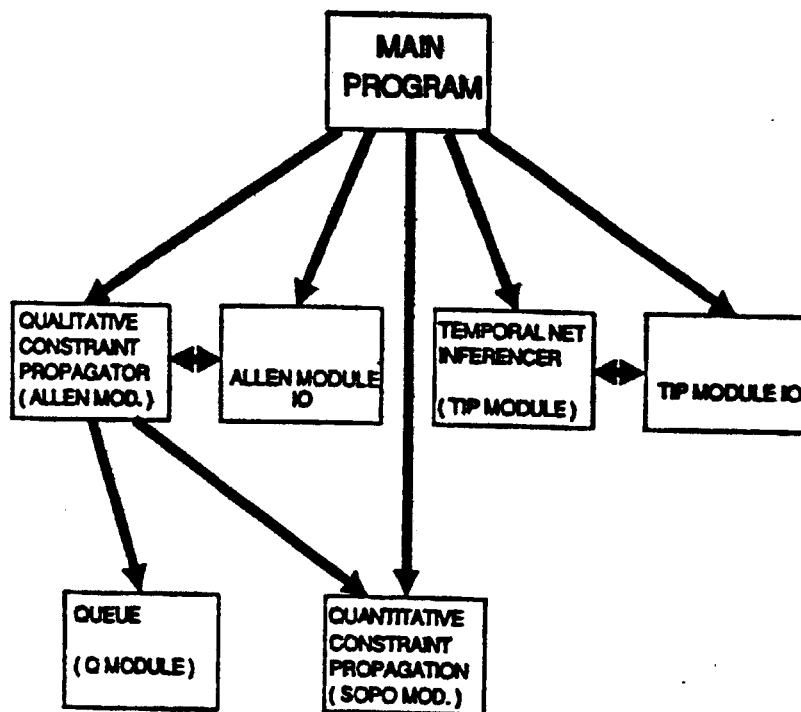 MAIN
PROGRAM
QUALITATIVE
CONSTRAINT
PROPAGATOR
( ALLEN MOD. )
ALLEN MODULE
IO
TEMPORAL NET
INFERENCER
( TIP MODULE )
TIP MODULE IO
QUEUE
( Q MODULE )
QUANTITATIVE
CONSTRAINT
PROPAGATION
( SOPO MOD. )